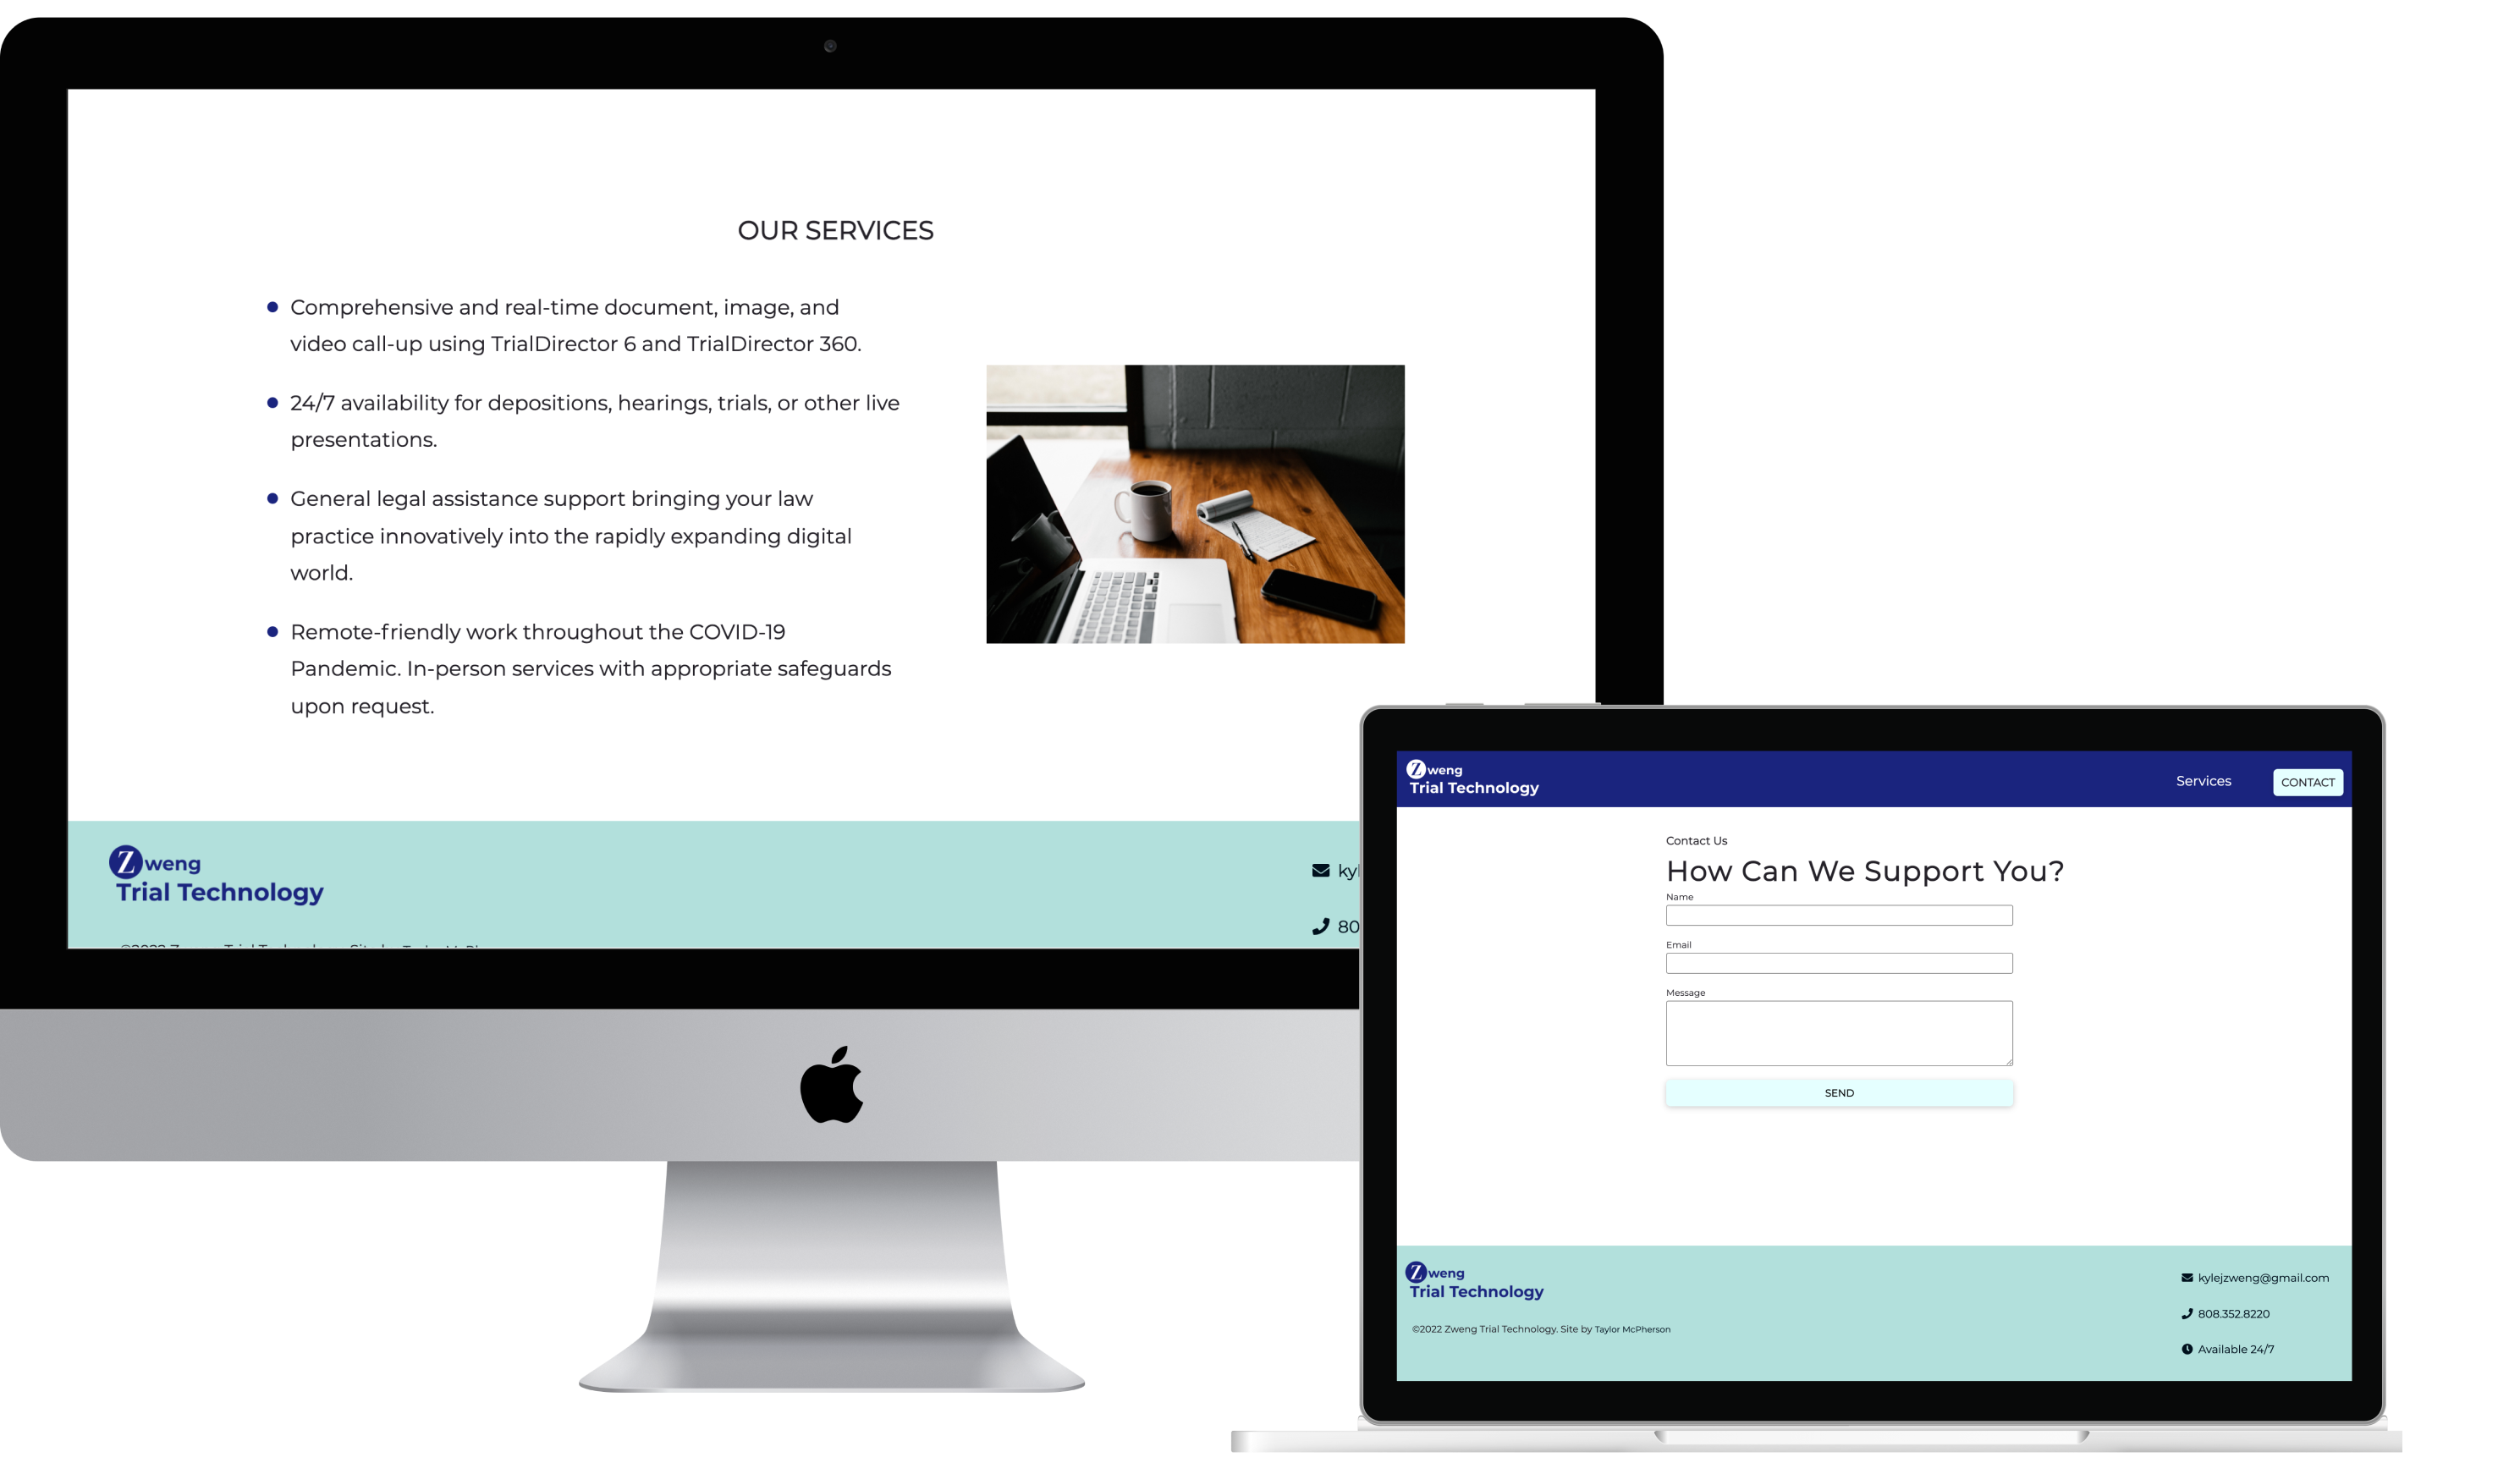 OUR SERVICES
Comprehensive and real-time document, image, and
video call-up using TrialDirector 6 and TrialDirector 360.
24/7 availability for depositions, hearings, trials, or other live
presentations.
General legal assistance support bringing your law
practice innovatively into the rapidly expanding digital
world.
Remote-friendly work throughout the COVID-19
Pandemic. In-person services with appropriate safeguards
upon request.
Zweng
Trial Technology
kyl
80
Zweng
Trial Technology
Services
CONTACT
Contact Us
How Can We Support You?
Name
Email
Message
SEND
Zweng
Trial Technology
©2022 Zweng Trial Technology. Site by Taylor McPherson
kylejzweng@gmail.com
808.352.8220
Available 24/7